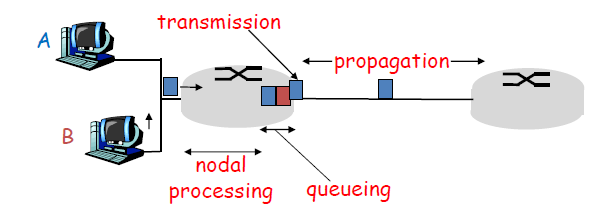 transmission
A
propagation
B
nodal
processing
queueing